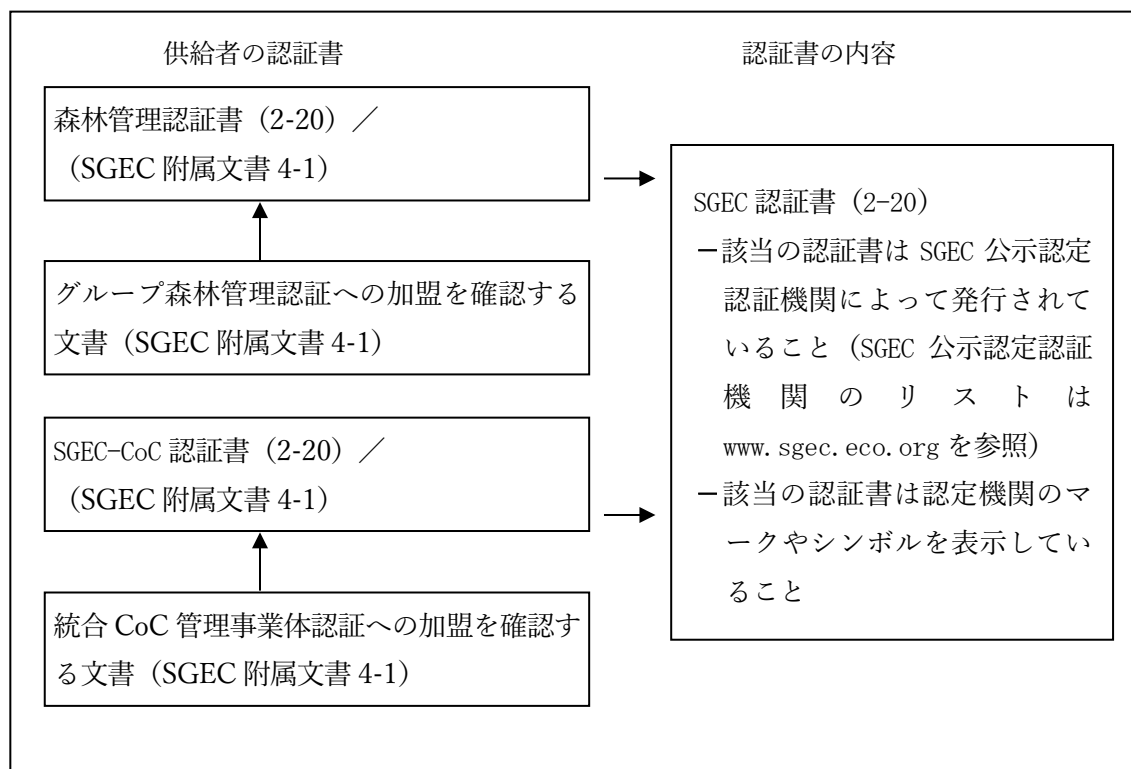 供給者の認証書
認証書の内容
森林管理認証書（2-20）／
（SGEC 附属文書 4-1）
グループ森林管理認証への加盟を確認する
文書（SGEC 附属文書 4-1）
SGEC-CoC 認証書（2-20）／
（SGEC 附属文書 4-1）
統合 CoC 管理事業体認証への加盟を確認す
る文書（SGEC 附属文書 4-1）
SGEC 認証書（2-20）
－該当の認証書は SGEC 公示認定
認証機関によって発行されて
いること（SGEC 公示認定認証
機関のリストは
www.sgec.eco.org を参照）
－該当の認証書は認定機関のマ
ークやシンボルを表示してい
ること